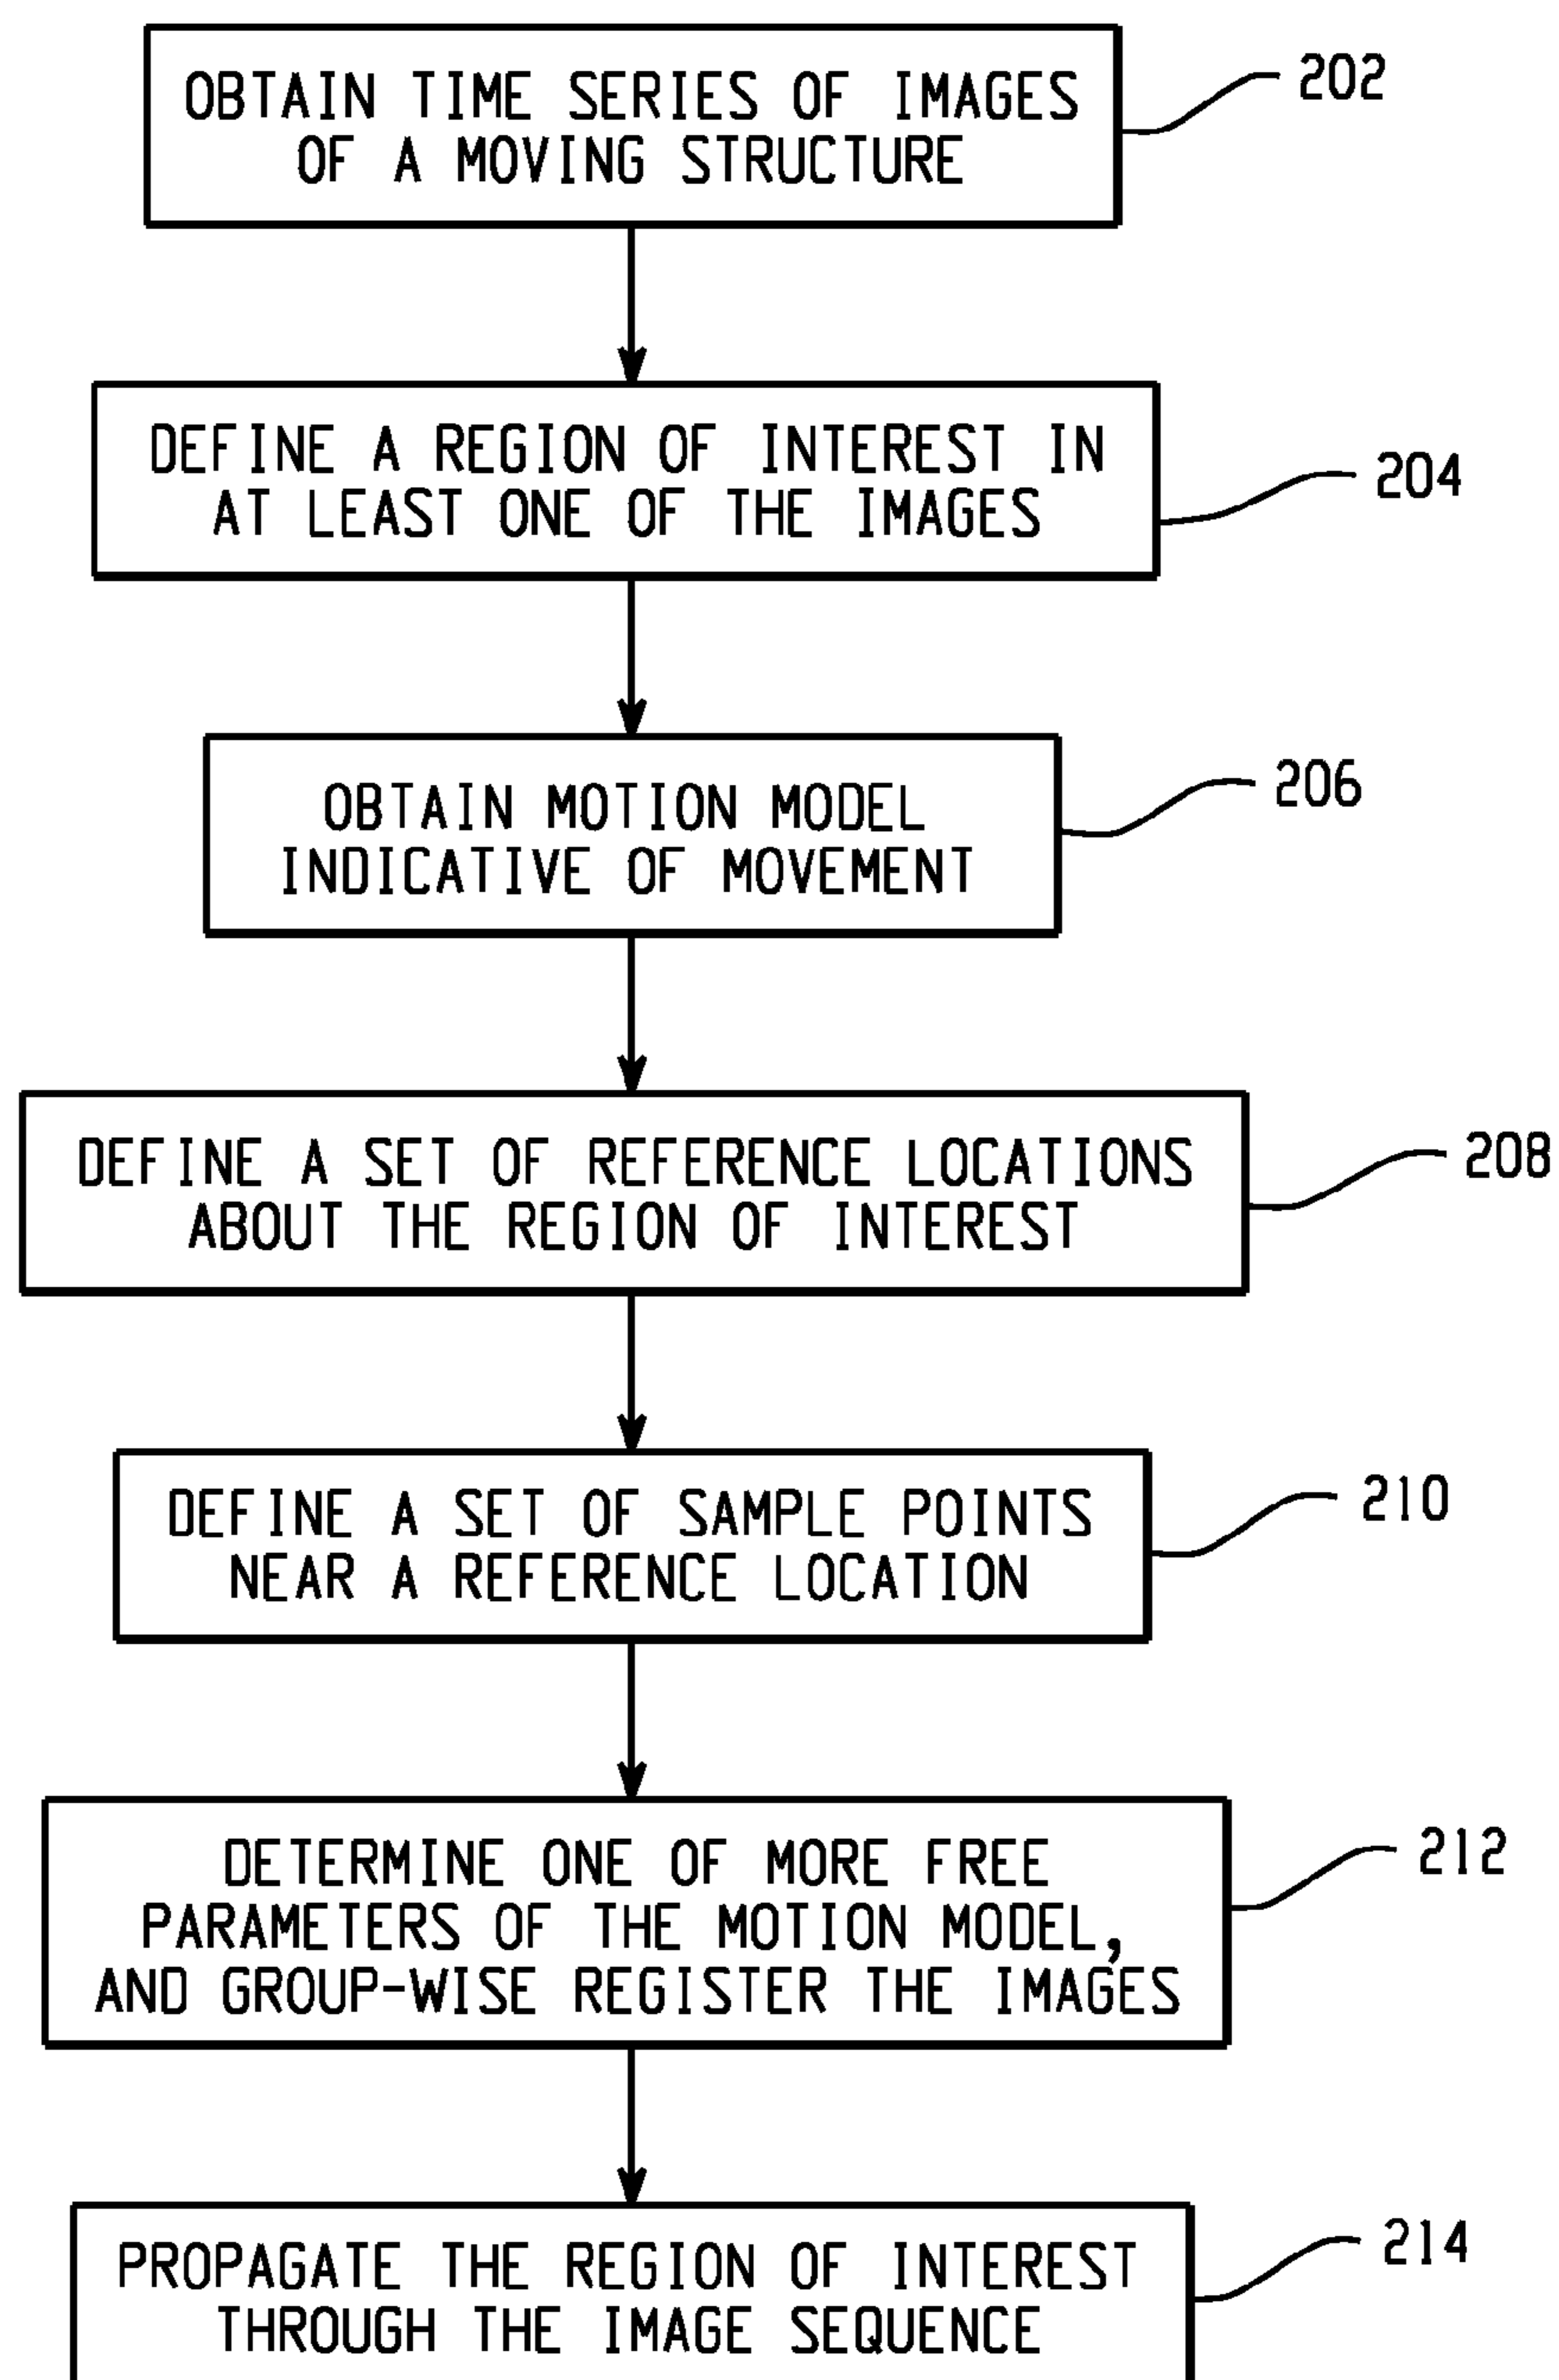 OBTAIN TIME SERIES OF IMAGES
OF A MOVING STRUCTURE
202
DEFINE A REGION OF INTEREST IN
AT LEAST ONE OF THE IMAGES
204
OBTAIN MOTION MODEL
INDICATIVE OF MOVEMENT
206
DEFINE A SET OF REFERENCE LOCATIONS
ABOUT THE REGION OF INTEREST
208
DEFINE A SET OF SAMPLE POINTS
NEAR A REFERENCE LOCATION
210
DETERMINE ONE OF MORE FREE
PARAMETERS OF THE MOTION MODEL,
AND GROUP-WISE REGISTER THE IMAGES
212
PROPAGATE THE REGION OF INTEREST
THROUGH THE IMAGE SEQUENCE
214